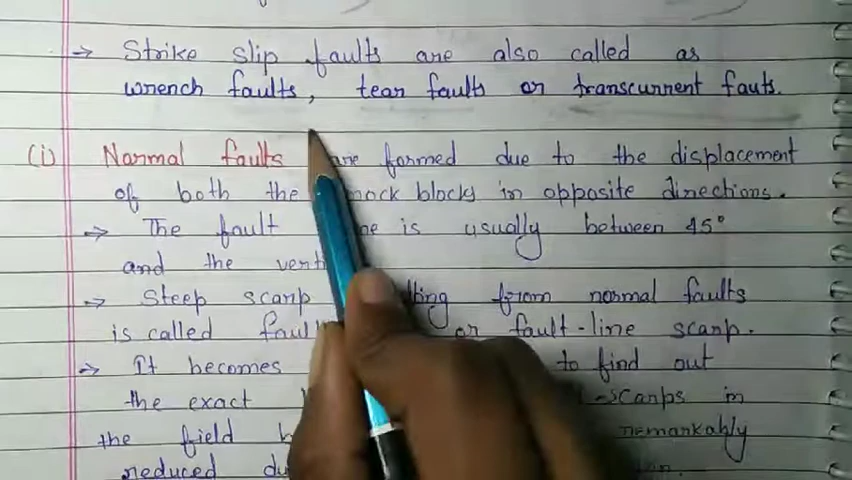 → Strike slip faults are also called as
wrench faults, tear faults or transcurrent fauts.
(i) Normal faults are formed due to the displacement
of both the rock blocks in opposite directions.
→ The fault is usually between 45°
and the
→ Steep scarp from normal faults
is called or fault-line scarp.
→ It becomes to find out
the exact scarps in
the field remarkably
reduced